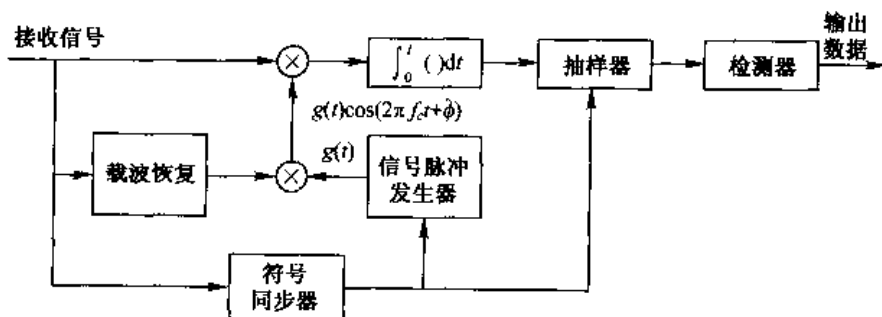 接收信号
∫₀ᵗ ( )dt
抽样器
检测器
输出
数据
g(t)cos(2π f_c t+φ̂)
载波恢复
g(t)
信号脉冲
发生器
符号
同步器